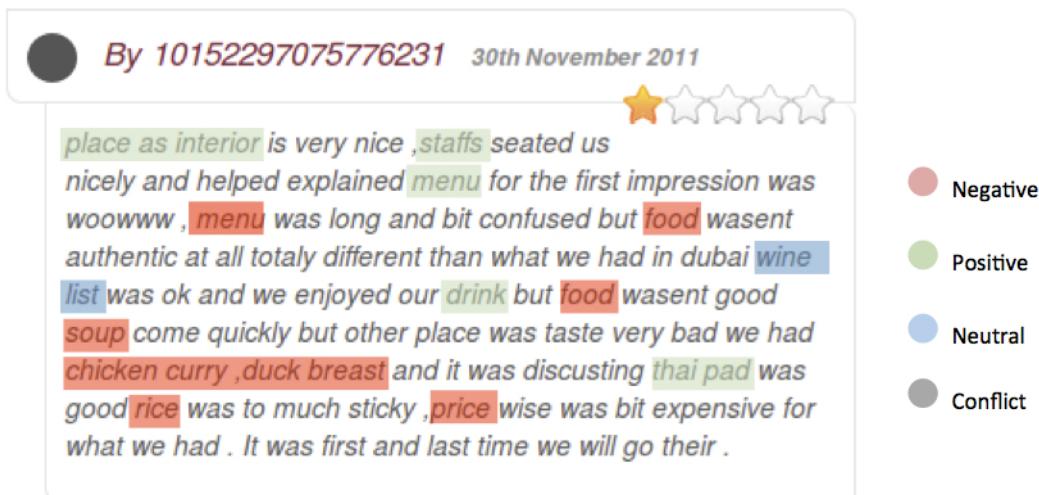 By 10152297075776231 30th November 2011
place as interior is very nice ,staffs seated us
nicely and helped explained menu for the first impression was
woowww , menu was long and bit confused but food wasent
authentic at all totaly different than what we had in dubai wine
list was ok and we enjoyed our drink but food wasent good
soup come quickly but other place was taste very bad we had
chicken curry ,duck breast and it was discusting thai pad was
good rice was to much sticky ,price wise was bit expensive for
what we had . It was first and last time we will go their .
Negative
Positive
Neutral
Conflict